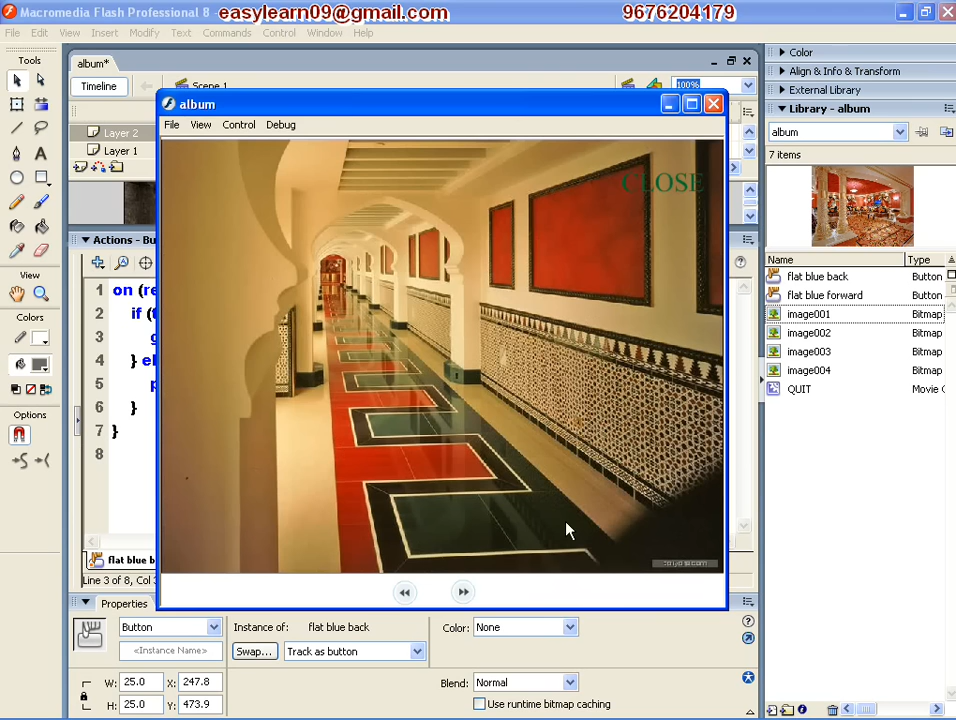 Macromedia Flash Professional 8
easylearn09@gmail.com
9676204179
File Edit View Insert Modify Text Commands Control Window Help
Tools
View
Colors
Options
album*
Timeline
Scene 1
100%
Layer 2
Layer 1
Actions - Bu
1 on (re
2 if (f
3 g
4 } el
5 p
6 }
7 }
8
flat blue b
Line 3 of 8, Col
album
File View Control Debug
CLOSE
Properties
Button
<Instance Name>
Instance of: flat blue back
Swap...
Track as button
Color: None
W: 25.0 X: 247.8
H: 25.0 Y: 473.9
Blend: Normal
Use runtime bitmap caching
Color
Align & Info & Transform
External Library
Library - album
album
7 items
Name Type
flat blue back Button
flat blue forward Button
image001 Bitmap
image002 Bitmap
image003 Bitmap
image004 Bitmap
QUIT Movie C